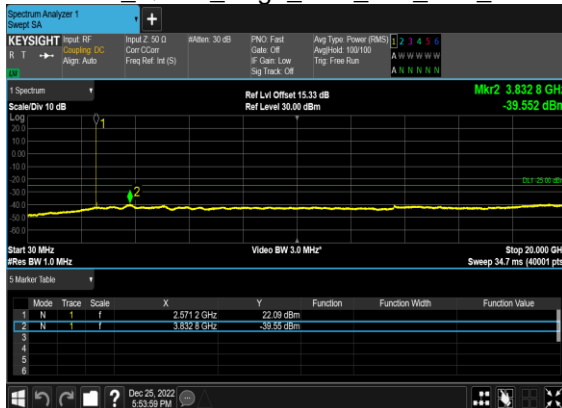 Spectrum Analyzer 1
Swept SA
+
KEYSIGHT Input: RF Input Z: 50 Ω #Atten: 30 dB PNO: Fast Avg Type: Power (RMS) 1 2 3 4 5 6
R T Coupling: DC Corr CCorr Gate: Off Avg|Hold: 100/100 A W W W W W
Align: Auto Freq Ref: Int (S) IF Gain: Low Trig: Free Run
LXI Sig Track: Off A N N N N N
1 Spectrum Ref Lvl Offset 15.33 dB Mkr2 3.832 8 GHz
Scale/Div 10 dB Ref Level 30.00 dBm -39.552 dBm
Log
20.0
10.0
0.00
-10.0
-20.0
-30.0
-40.0
-50.0
-60.0
1
2
DL1 -25.00 dBm
Start 30 MHz Video BW 3.0 MHz* Stop 20.000 GH
#Res BW 1.0 MHz Sweep 34.7 ms (40001 pts
5 Marker Table
Mode Trace Scale X Y Function Function Width Function Value
1 N 1 f 2.571 2 GHz 22.09 dBm
2 N 1 f 3.832 8 GHz -39.55 dBm
3
4
5
6
? Dec 25, 2022
5:53:59 PM